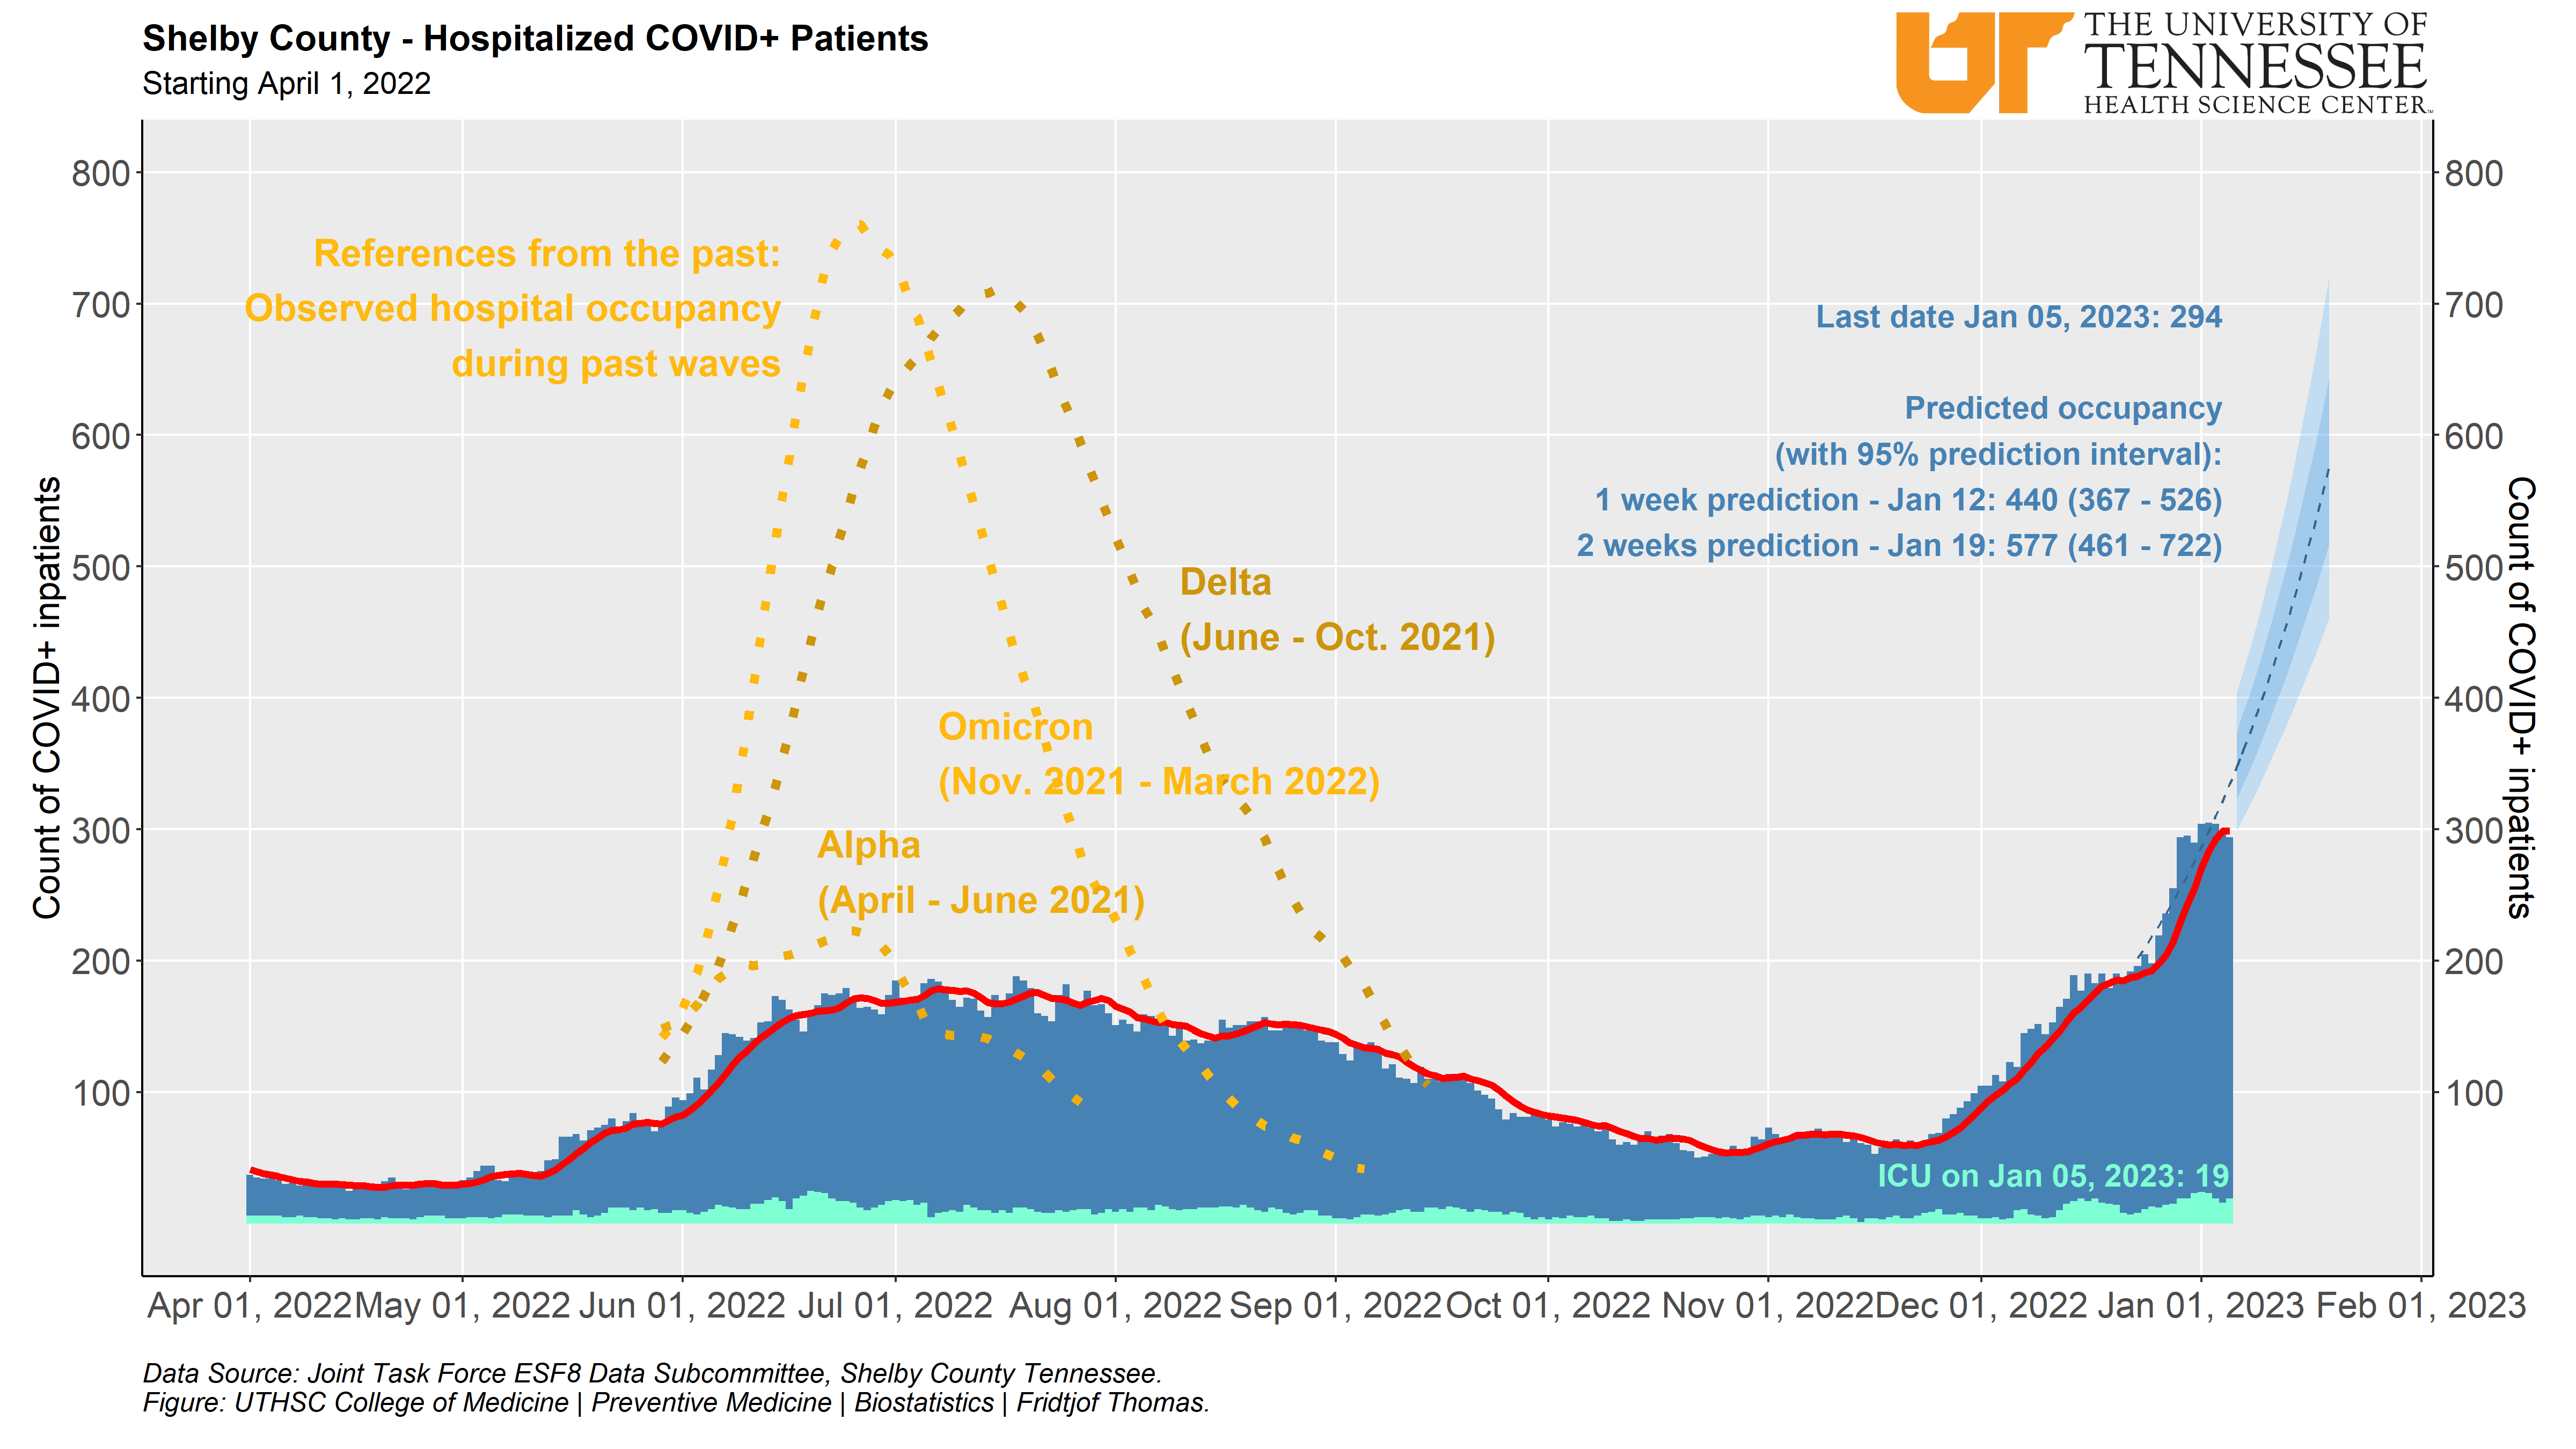 Shelby County - Hospitalized COVID+ Patients
Starting April 1, 2022
THE UNIVERSITY OF
TENNESSEE
HEALTH SCIENCE CENTER™
Count of COVID+ inpatients
800
700
600
500
400
300
200
100
References from the past:
Observed hospital occupancy
during past waves
Delta
(June - Oct. 2021)
Omicron
(Nov. 2021 - March 2022)
Alpha
(April - June 2021)
Last date Jan 05, 2023: 294
Predicted occupancy
(with 95% prediction interval):
1 week prediction - Jan 12: 440 (367 - 526)
2 weeks prediction - Jan 19: 577 (461 - 722)
ICU on Jan 05, 2023: 19
800
700
600
500
400
300
200
100
Count of COVID+ inpatients
Apr 01, 2022 May 01, 2022 Jun 01, 2022 Jul 01, 2022 Aug 01, 2022 Sep 01, 2022 Oct 01, 2022 Nov 01, 2022 Dec 01, 2022 Jan 01, 2023 Feb 01, 2023
Data Source: Joint Task Force ESF8 Data Subcommittee, Shelby County Tennessee.
Figure: UTHSC College of Medicine | Preventive Medicine | Biostatistics | Fridtjof Thomas.